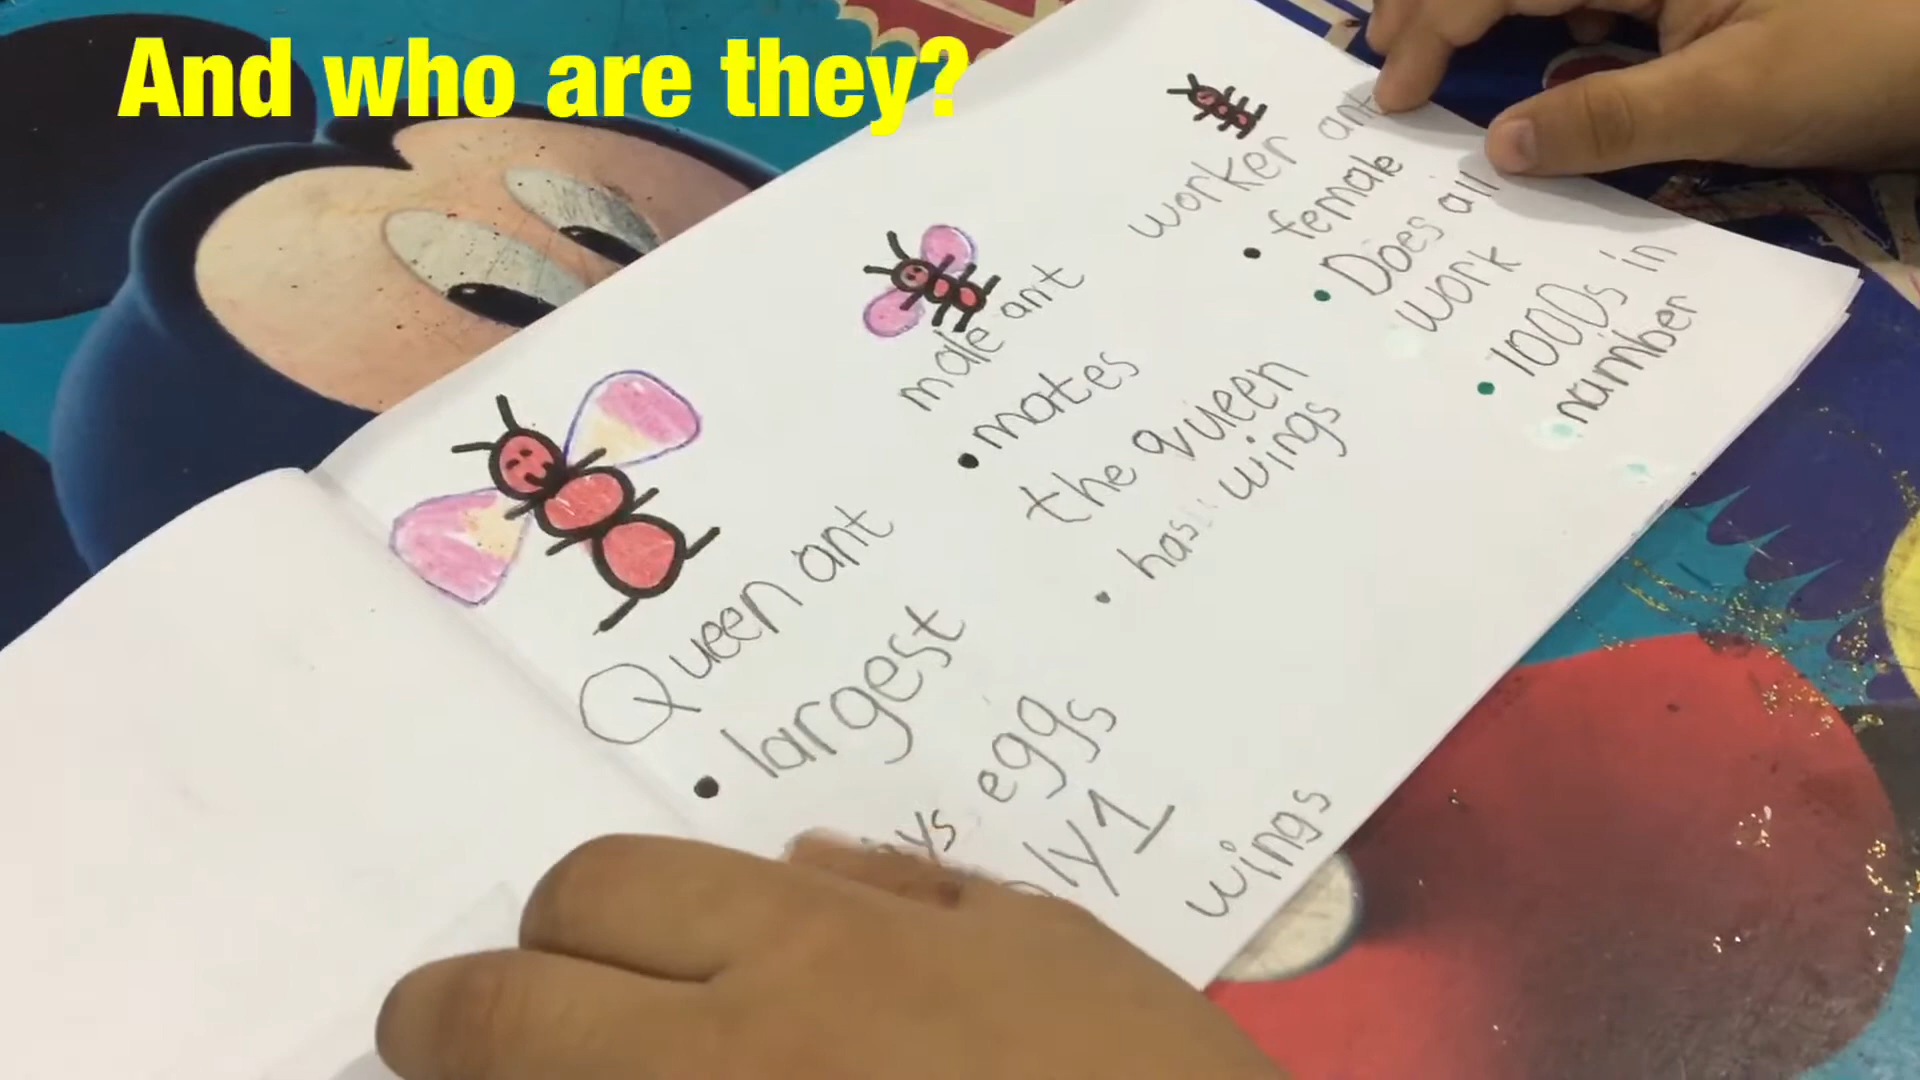 And who are they?
Queen ant
• largest
eggs
1
wings
male ant
• mates
the queen
• has wings
worker ant
• female
• Does all
work
• 1000s in
number